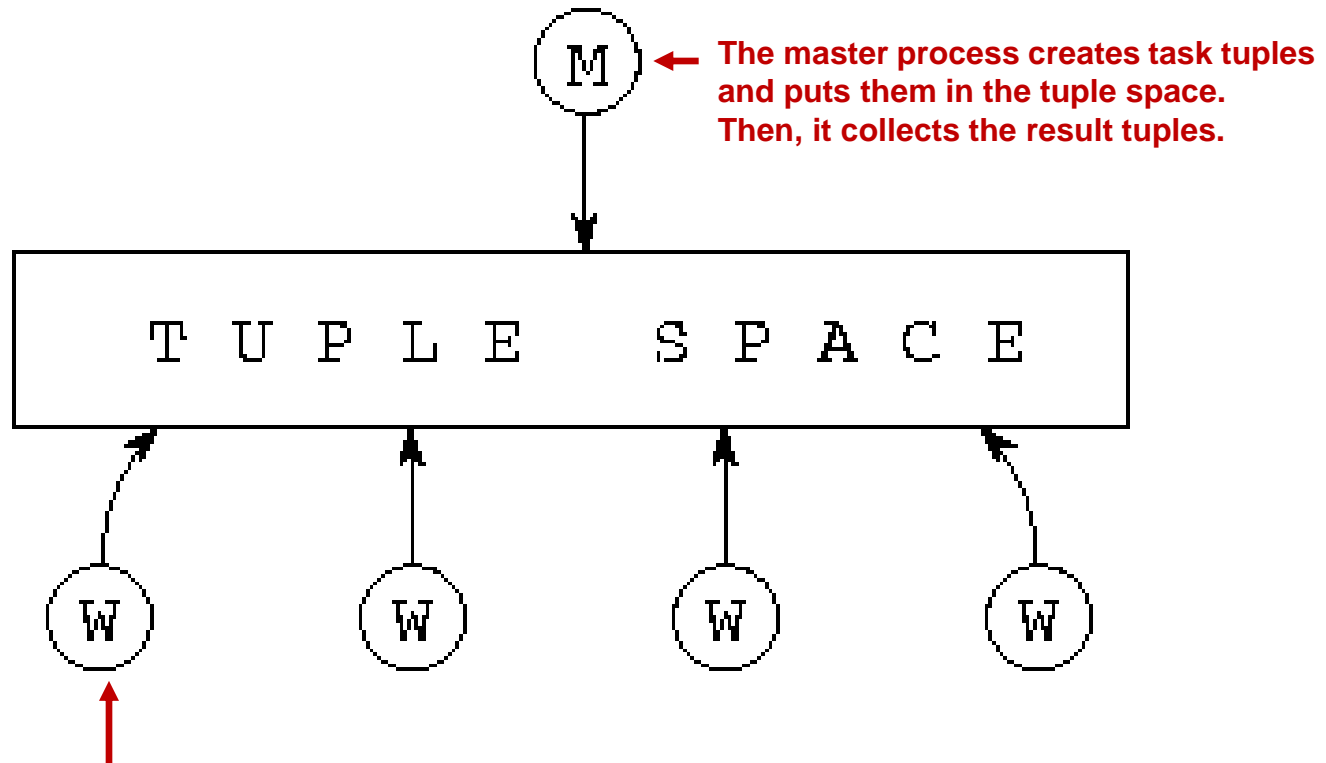 M
The master process creates task tuples
and puts them in the tuple space.
Then, it collects the result tuples.
T U P L E   S P A C E
W W W W